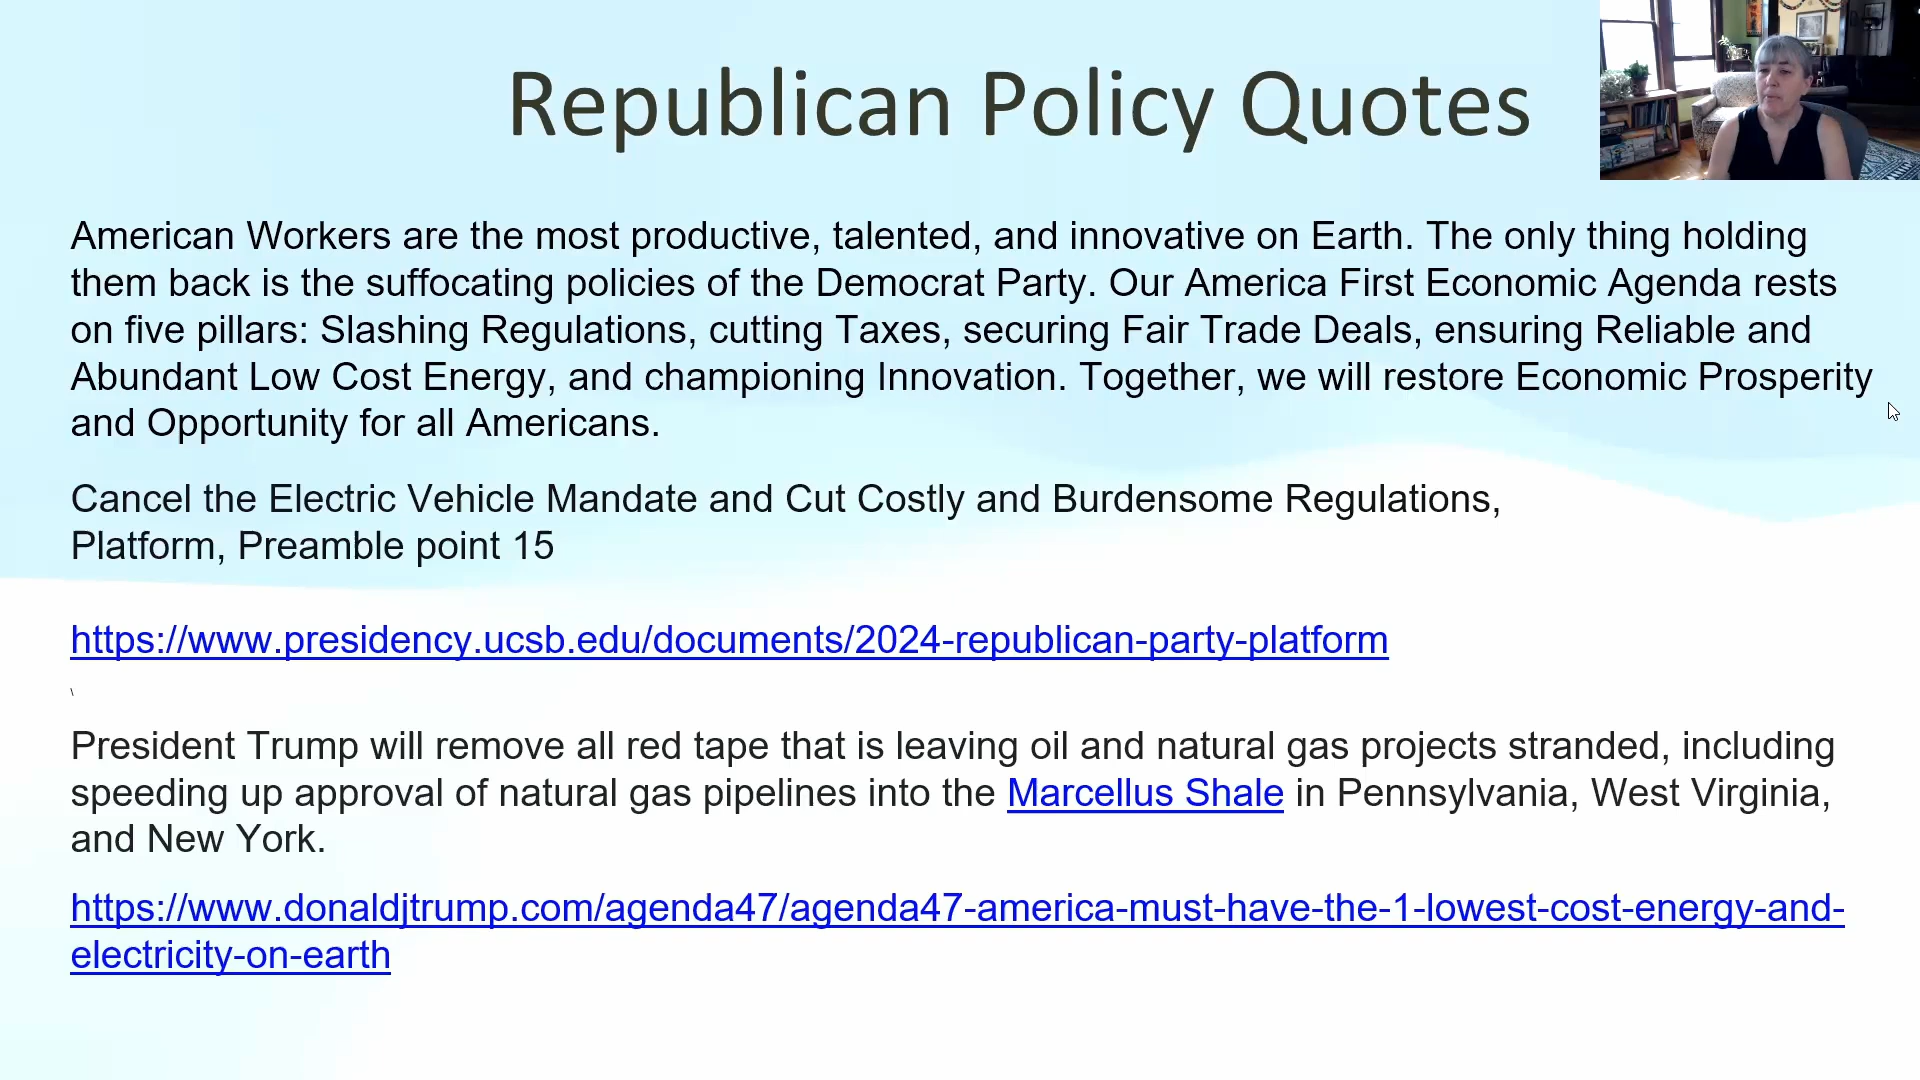 Republican Policy Quotes
American Workers are the most productive, talented, and innovative on Earth. The only thing holding
them back is the suffocating policies of the Democrat Party. Our America First Economic Agenda rests
on five pillars: Slashing Regulations, cutting Taxes, securing Fair Trade Deals, ensuring Reliable and
Abundant Low Cost Energy, and championing Innovation. Together, we will restore Economic Prosperity
and Opportunity for all Americans.
Cancel the Electric Vehicle Mandate and Cut Costly and Burdensome Regulations,
Platform, Preamble point 15
https://www.presidency.ucsb.edu/documents/2024-republican-party-platform
\
President Trump will remove all red tape that is leaving oil and natural gas projects stranded, including
speeding up approval of natural gas pipelines into the Marcellus Shale in Pennsylvania, West Virginia,
and New York.
https://www.donaldjtrump.com/agenda47/agenda47-america-must-have-the-1-lowest-cost-energy-and-
electricity-on-earth